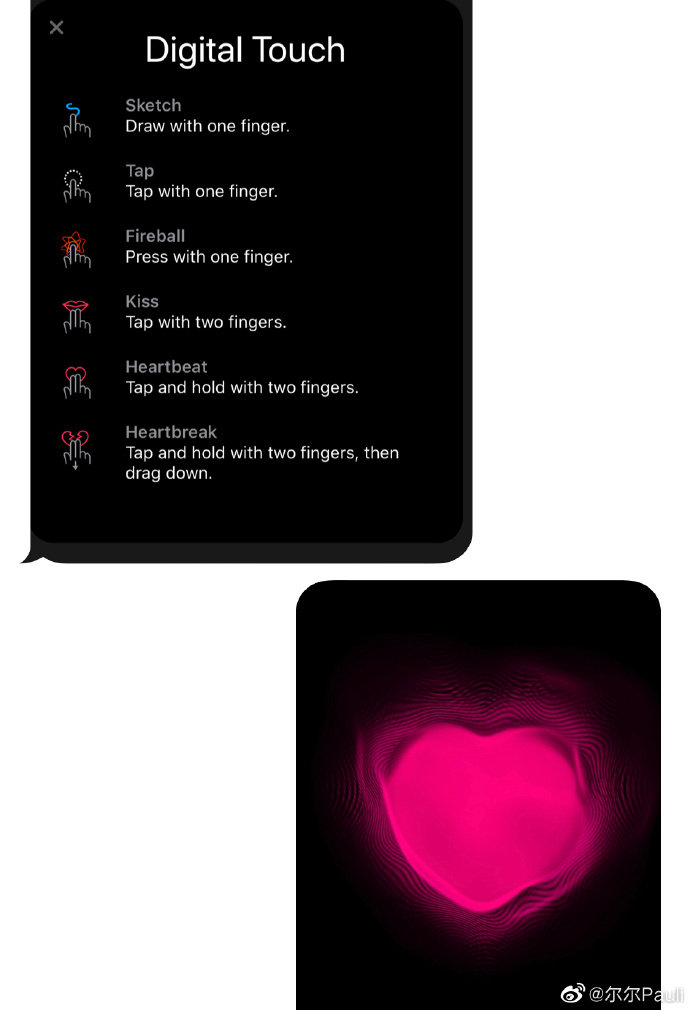 Digital Touch
Sketch
Draw with one finger.
Tap
Tap with one finger.
Fireball
Press with one finger.
Kiss
Tap with two fingers.
Heartbeat
Tap and hold with two fingers.
Heartbreak
Tap and hold with two fingers, then
drag down.
@尔尔Pauli